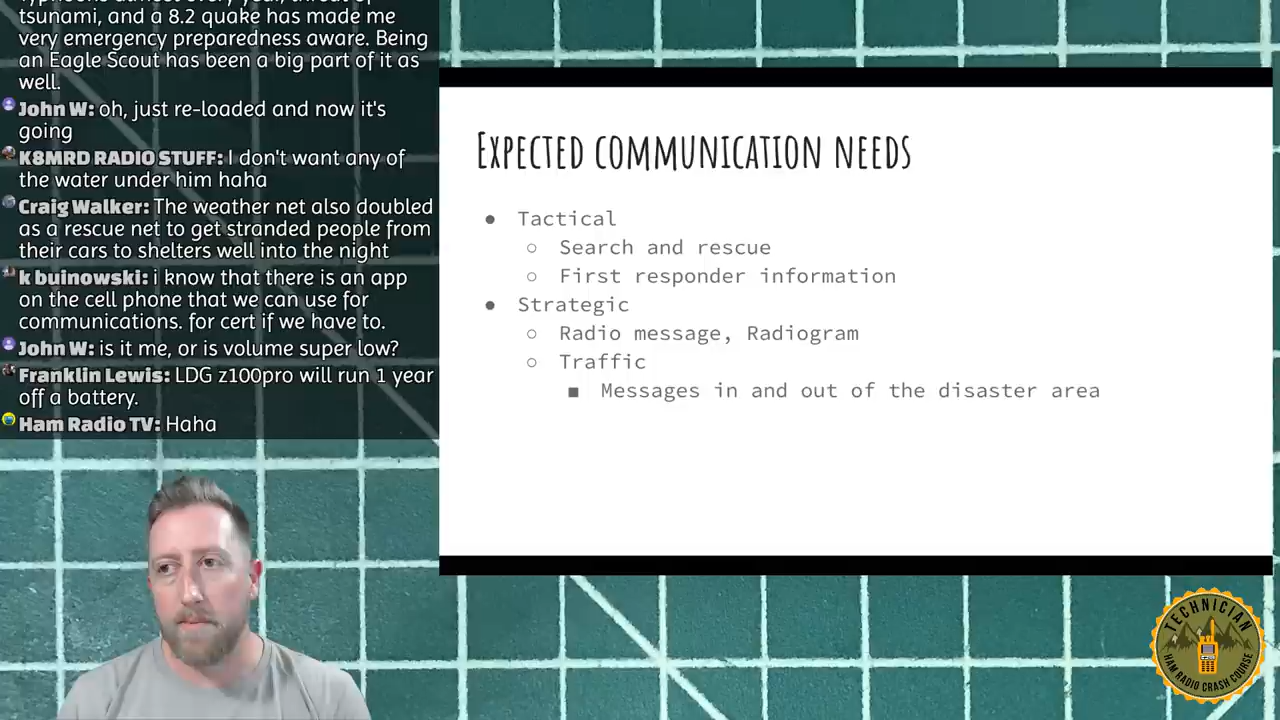 Typhoons almost every year, threat of
tsunami, and a 8.2 quake has made me
very emergency preparedness aware. Being
an Eagle Scout has been a big part of it as
well.
John W: oh, just re-loaded and now it's
going
K8MRD RADIO STUFF: I don't want any of
the water under him haha
Craig Walker: The weather net also doubled
as a rescue net to get stranded people from
their cars to shelters well into the night
k buinowski: i know that there is an app
on the cell phone that we can use for
communications. for cert if we have to.
John W: is it me, or is volume super low?
Franklin Lewis: LDG z100pro will run 1 year
off a battery.
Ham Radio TV: Haha
Expected communication needs
● Tactical
○ Search and rescue
○ First responder information
● Strategic
○ Radio message, Radiogram
○ Traffic
■ Messages in and out of the disaster area
TECHNICIAN
HAM RADIO CRASH COURSE